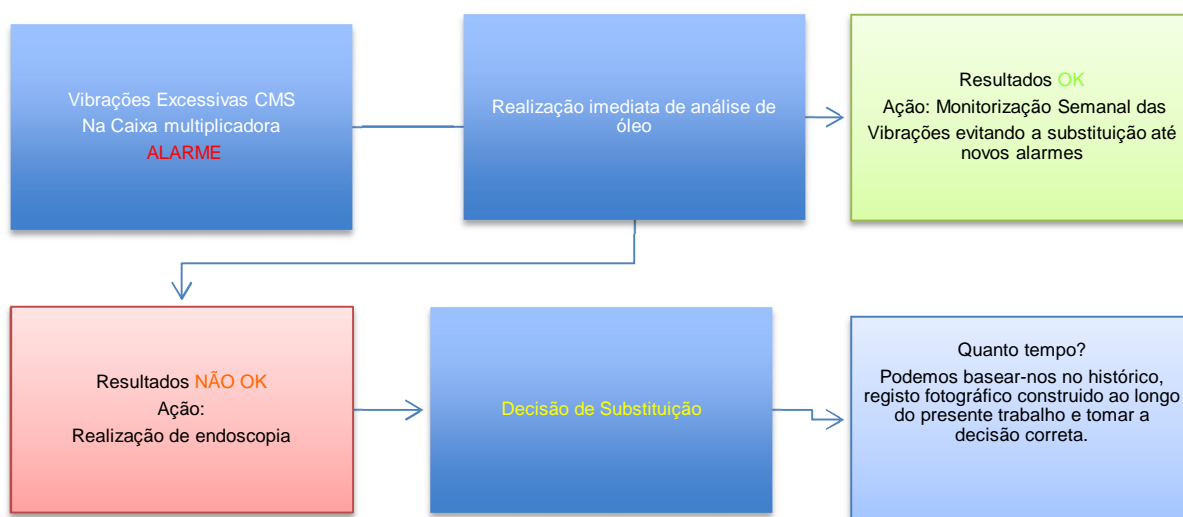 Vibrações Excessivas CMS
Na Caixa multiplicadora
ALARME
Realização imediata de análise de
óleo
Resultados OK
Ação: Monitorização Semanal das
Vibrações evitando a substituição até
novos alarmes
Resultados NÃO OK
Ação:
Realização de endoscopia
Decisão de Substituição
Quanto tempo?
Podemos basear-nos no histórico,
registo fotográfico construido ao longo
do presente trabalho e tomar a
decisão correta.